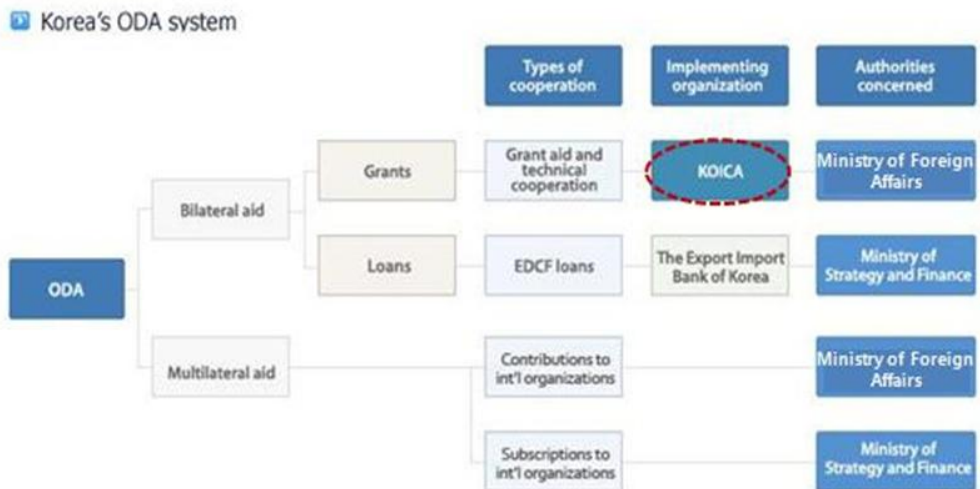 Korea's ODA system
Types of
cooperation
Implementing
organization
Authorities
concerned
Grants
Grant aid and
technical
cooperation
KOICA
Ministry of Foreign
Affairs
Bilateral aid
Loans
EDCF loans
The Export Import
Bank of Korea
Ministry of
Strategy and Finance
ODA
Multilateral aid
Contributions to
int'l organizations
Ministry of Foreign
Affairs
Subscriptions to
int'l organizations
Ministry of
Strategy and Finance